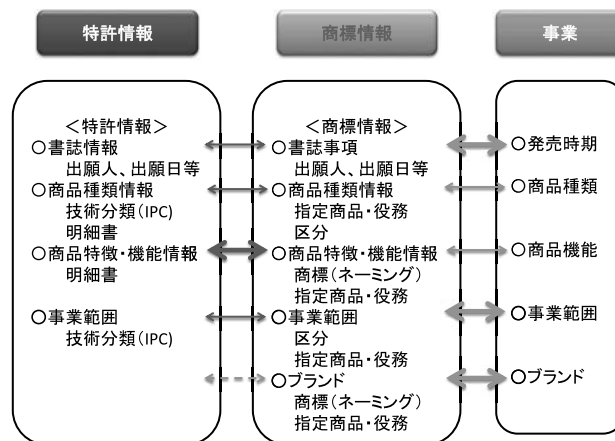 特許情報
商標情報
事業
＜特許情報＞
○書誌情報
出願人、出願日等
○商品種類情報
技術分類（IPC）
明細書
○商品特徴・機能情報
明細書
○事業範囲
技術分類（IPC）
＜商標情報＞
○書誌事項
出願人、出願日等
○商品種類情報
指定商品・役務
区分
○商品特徴・機能情報
商標（ネーミング）
指定商品・役務
○事業範囲
区分
指定商品・役務
○ブランド
商標（ネーミング）
指定商品・役務
○発売時期
○商品種類
○商品機能
○事業範囲
○ブランド